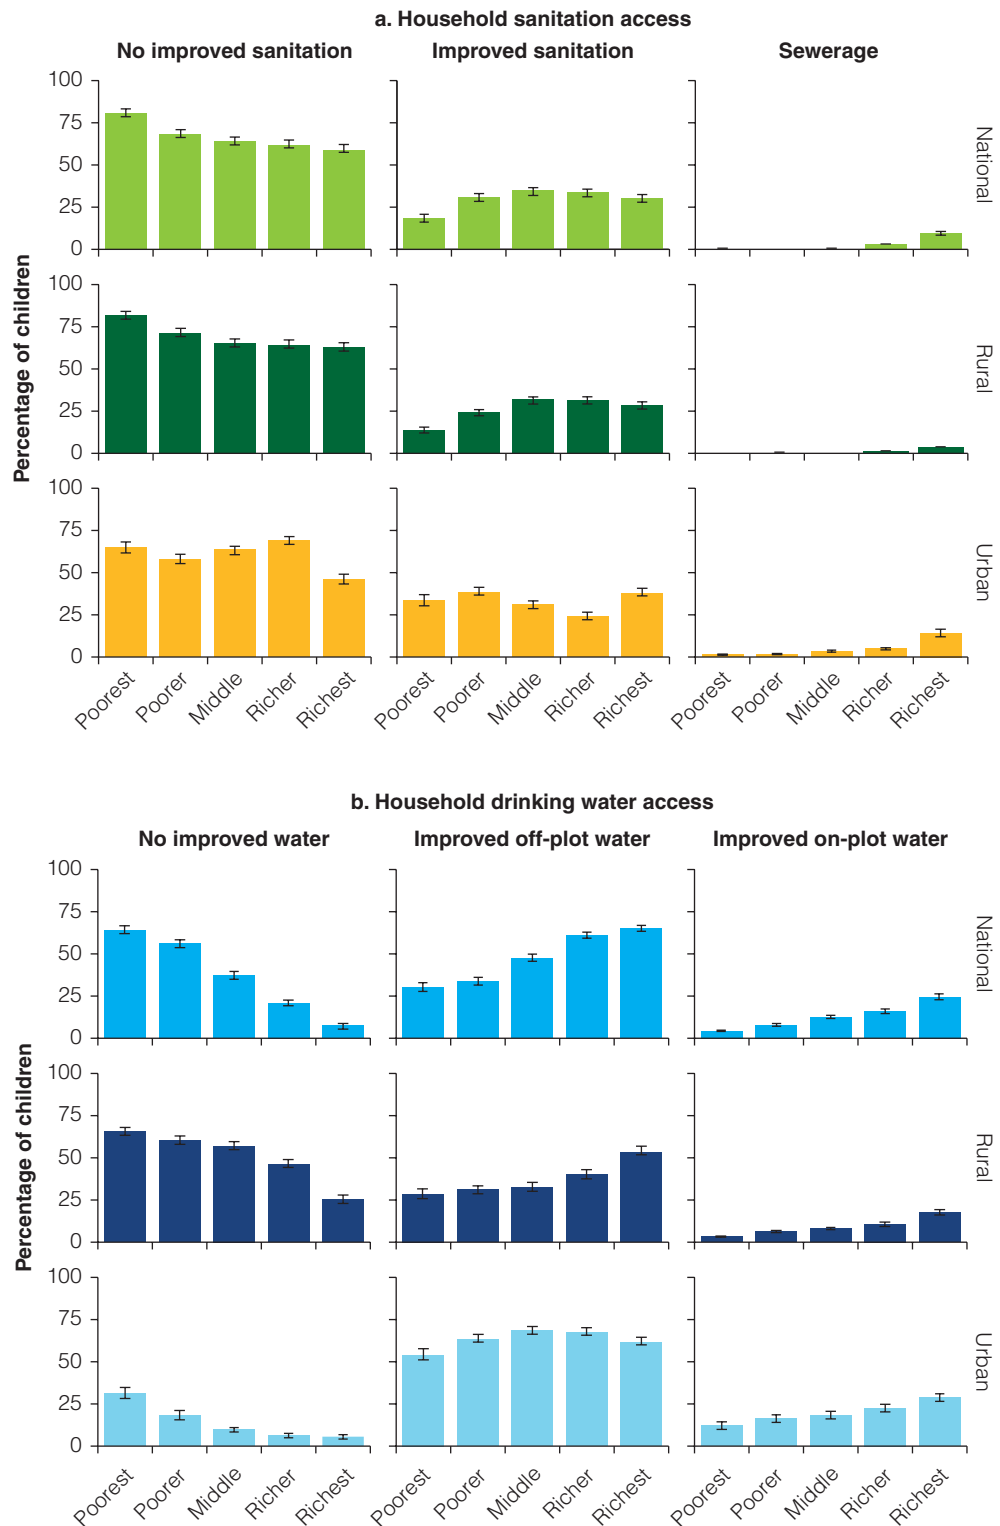 a. Household sanitation access
No improved sanitation Improved sanitation Sewerage
100
75
50
25
0
National
100
75
50
25
0
Rural
100
75
50
25
0
Urban
Percentage of children
Poorest Poorer Middle Richer Richest Poorest Poorer Middle Richer Richest Poorest Poorer Middle Richer Richest
b. Household drinking water access
No improved water Improved off-plot water Improved on-plot water
100
75
50
25
0
National
100
75
50
25
0
Rural
100
75
50
25
0
Urban
Percentage of children
Poorest Poorer Middle Richer Richest Poorest Poorer Middle Richer Richest Poorest Poorer Middle Richer Richest